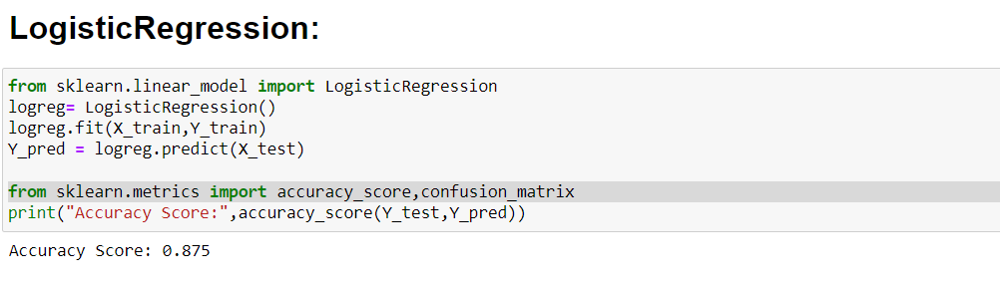 LogisticRegression:
from sklearn.linear_model import LogisticRegression
logreg= LogisticRegression()
logreg.fit(X_train,Y_train)
Y_pred = logreg.predict(X_test)
from sklearn.metrics import accuracy_score,confusion_matrix
print("Accuracy Score:",accuracy_score(Y_test,Y_pred))
Accuracy Score: 0.875